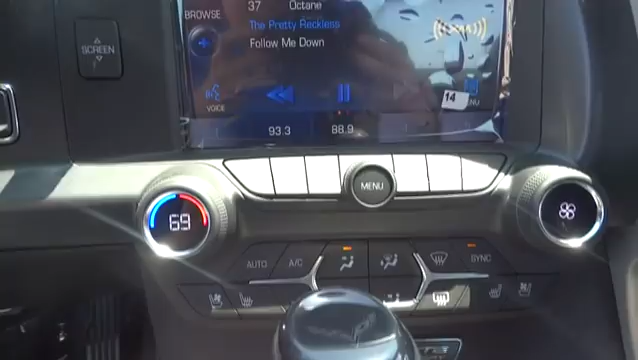 37 Octane
BROWSE
The Pretty Reckless
Follow Me Down
SCREEN
VOICE
14
NU
93.3 88.9
MENU
69
AUTO
A/C
SYNC